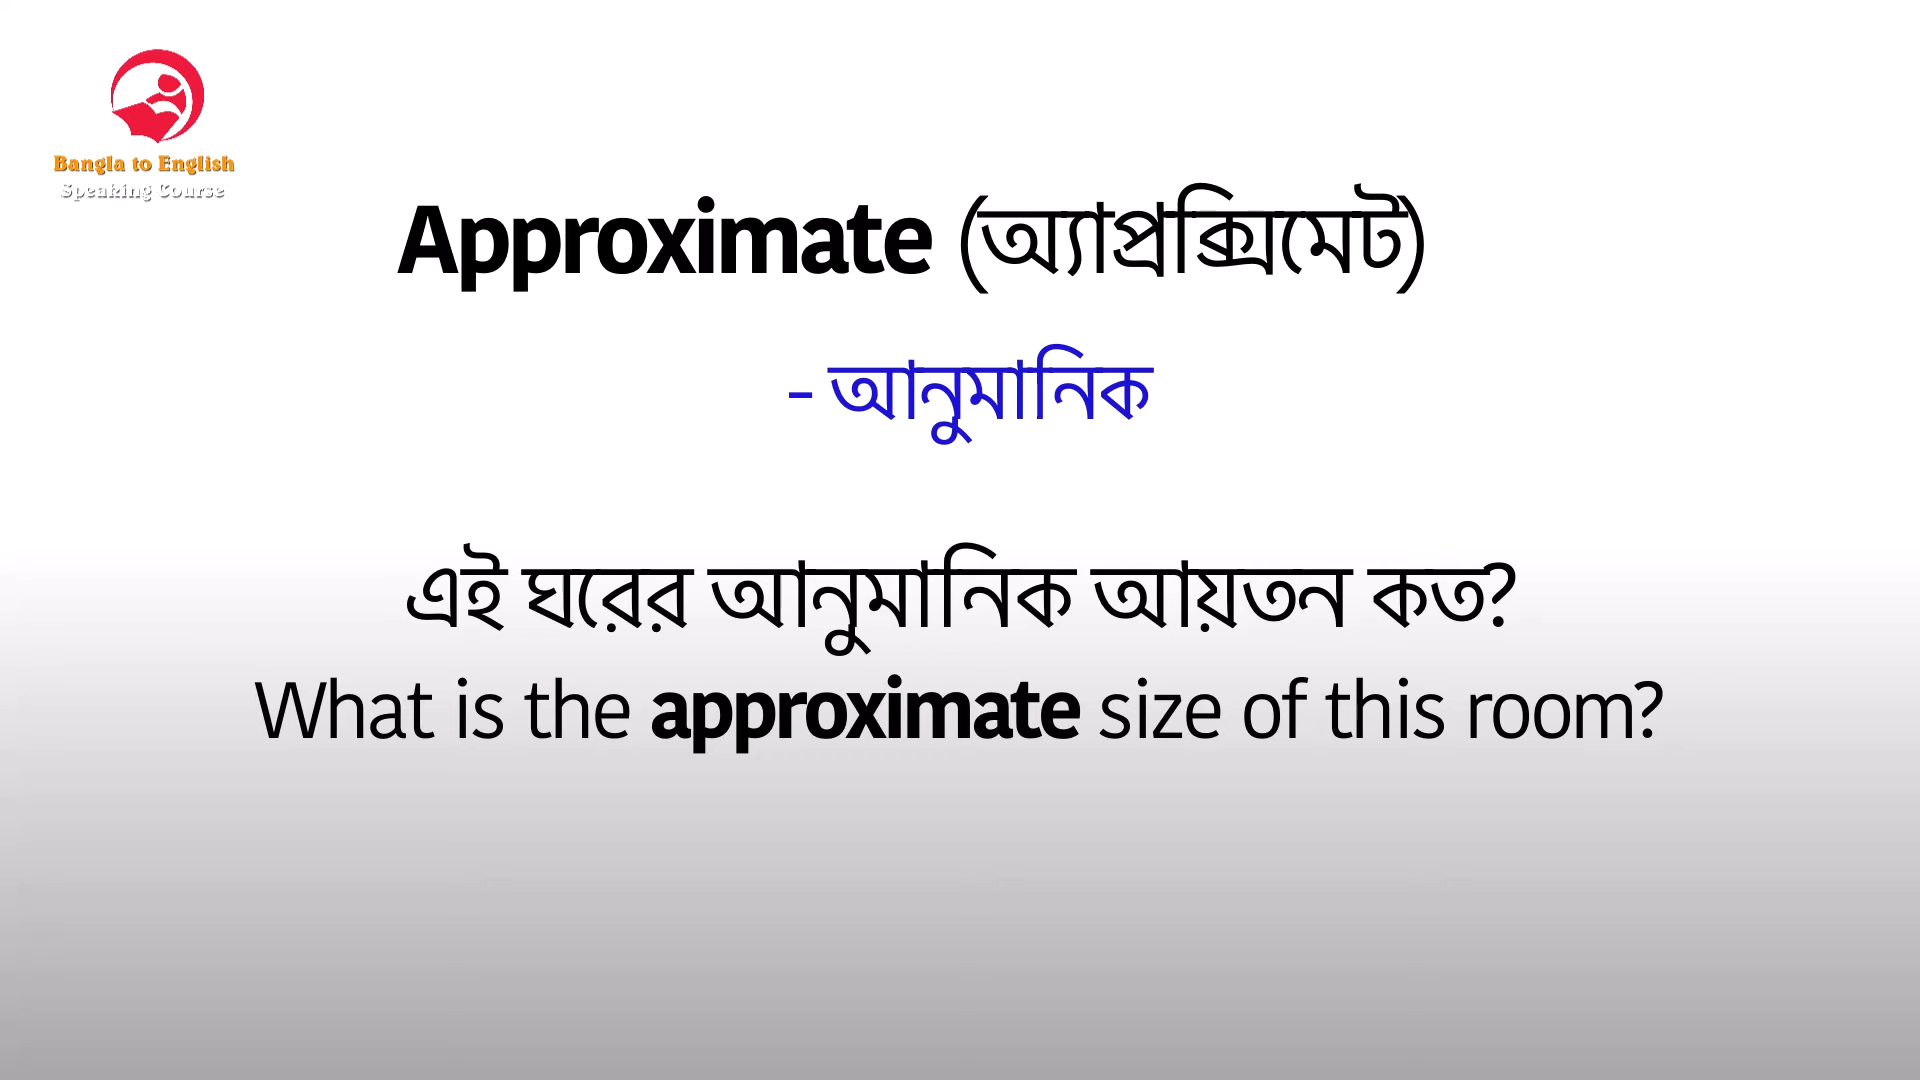 Bangla to English
Speaking Course
Approximate (অ্যাপ্রক্সিমেট)
- আনুমানিক
এই ঘরের আনুমানিক আয়তন কত?
What is the approximate size of this room?